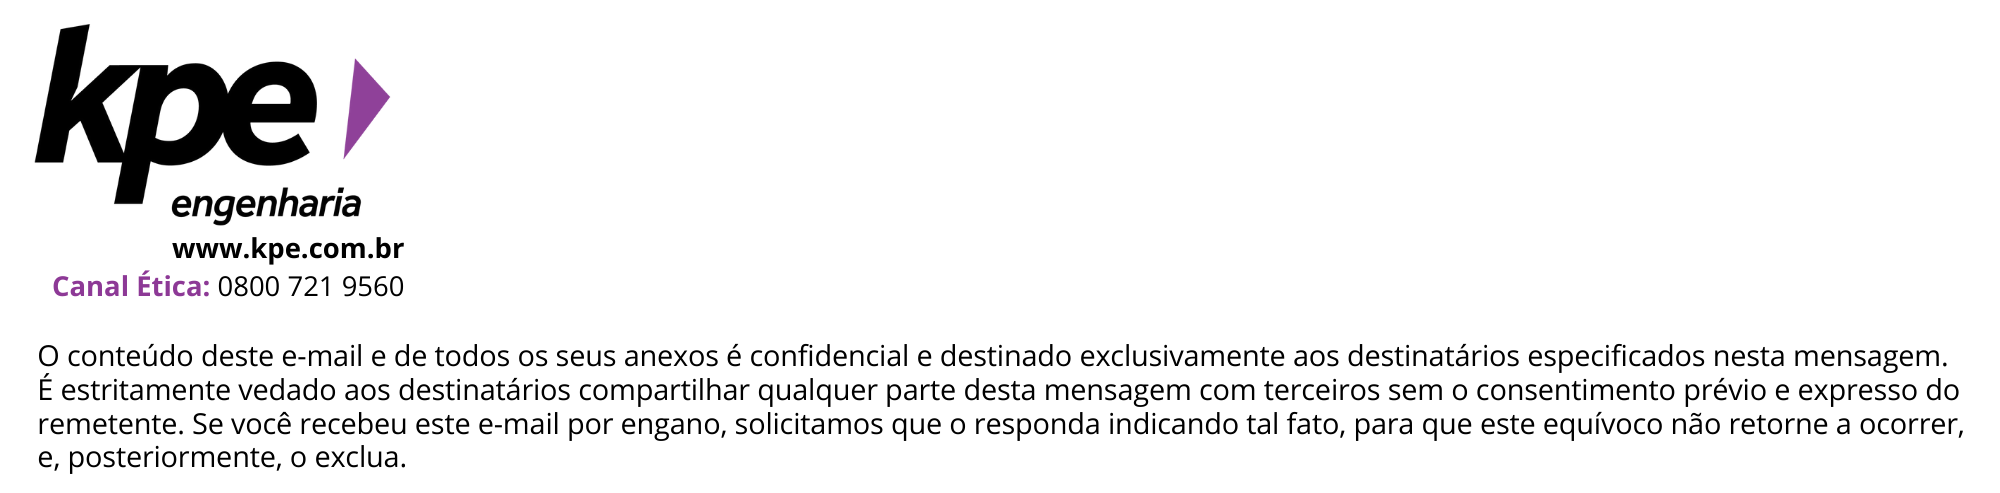 kpe
engenharia
www.kpe.com.br
Canal Ética: 0800 721 9560
O conteúdo deste e-mail e de todos os seus anexos é confidencial e destinado exclusivamente aos destinatários especificados nesta mensagem.
É estritamente vedado aos destinatários compartilhar qualquer parte desta mensagem com terceiros sem o consentimento prévio e expresso do
remetente. Se você recebeu este e-mail por engano, solicitamos que o responda indicando tal fato, para que este equívoco não retorne a ocorrer,
e, posteriormente, o exclua.